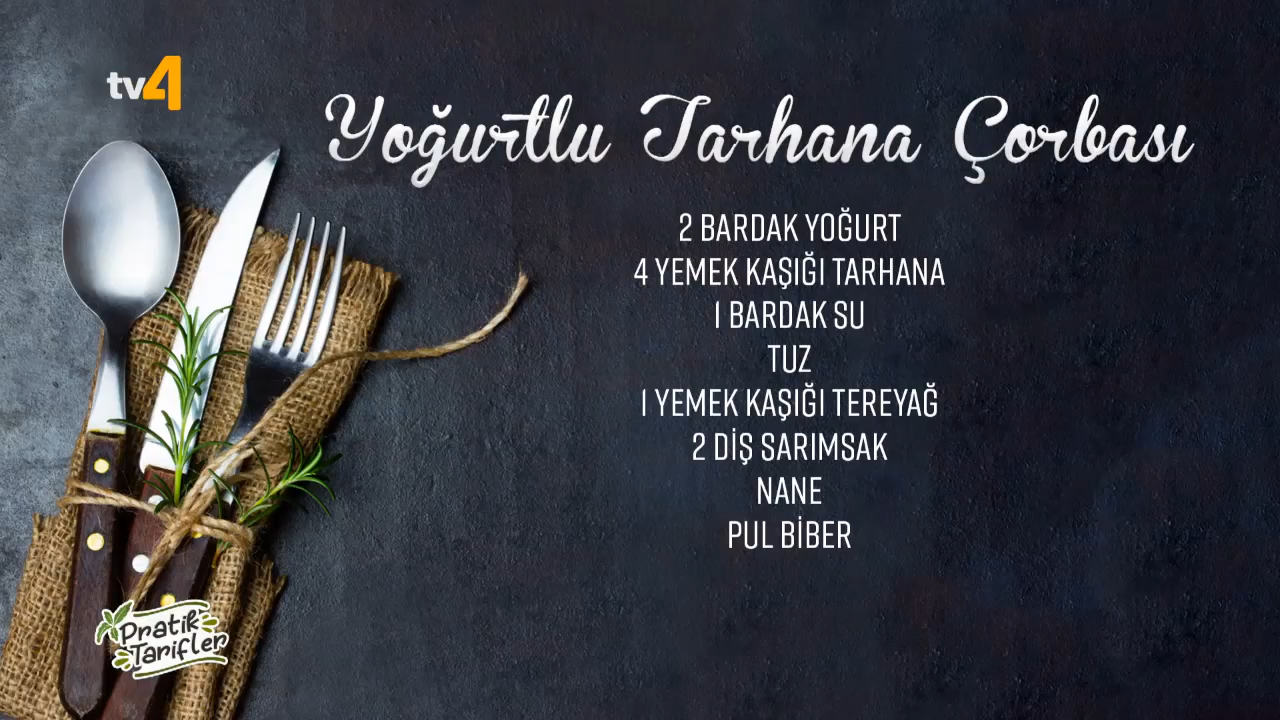 tv4
Yoğurtlu Tarhana Çorbası
2 BARDAK YOĞURT
4 YEMEK KAŞIĞI TARHANA
1 BARDAK SU
TUZ
1 YEMEK KAŞIĞI TEREYAĞ
2 DİŞ SARIMSAK
NANE
PUL BİBER
Pratik
Tarifler